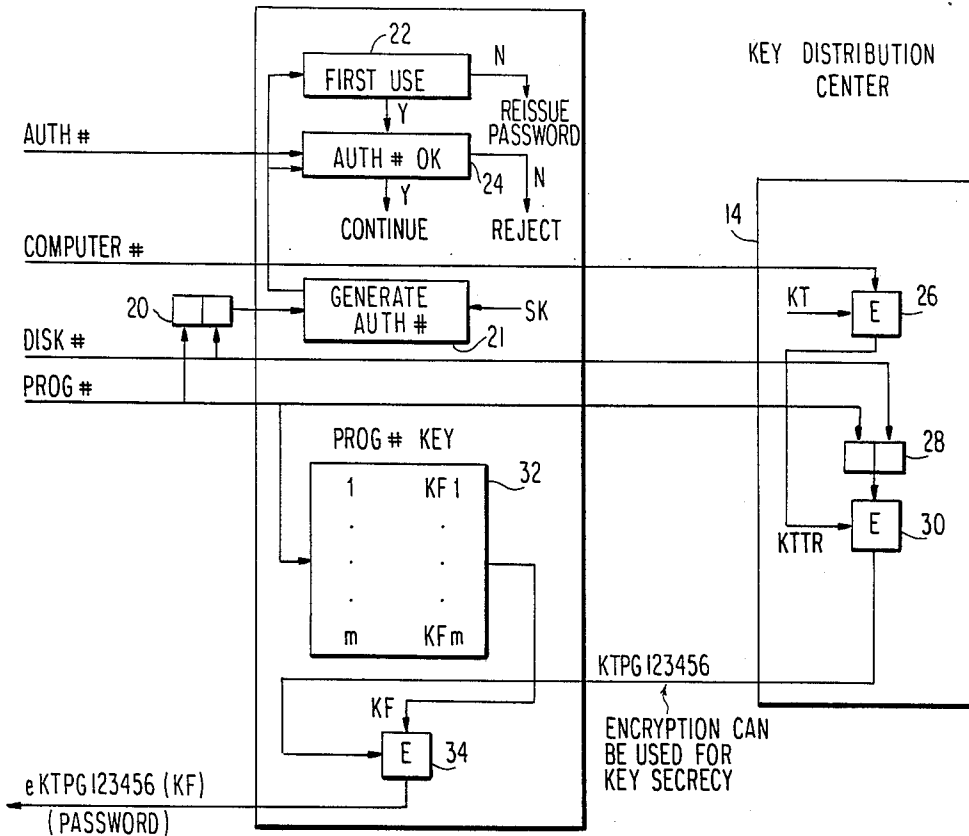 22
FIRST USE
N
Y
REISSUE
PASSWORD
KEY DISTRIBUTION
CENTER
AUTH #
AUTH # OK
24
Y
N
CONTINUE
REJECT
14
COMPUTER #
20
GENERATE
AUTH #
21
SK
KT
E
26
DISK #
PROG #
PROG # KEY
32
1 KF1
. .
. .
. .
m KFm
28
E
30
KTTR
KTPG123456
KF
E
34
ENCRYPTION CAN
BE USED FOR
KEY SECRECY
eKTPG123456 (KF)
(PASSWORD)